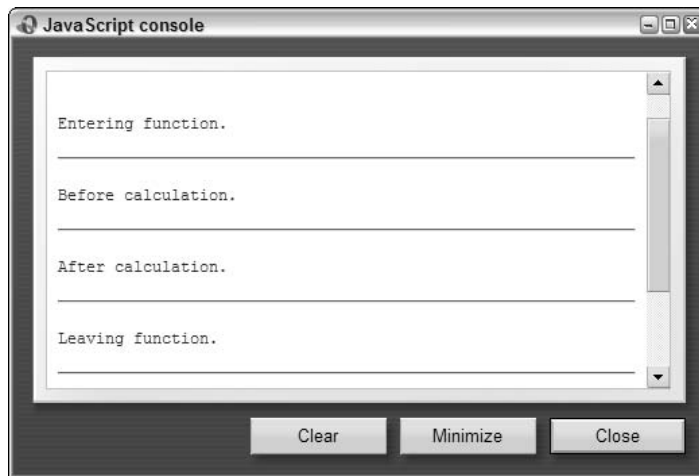 JavaScript console
Entering function.
Before calculation.
After calculation.
Leaving function.
Clear Minimize Close